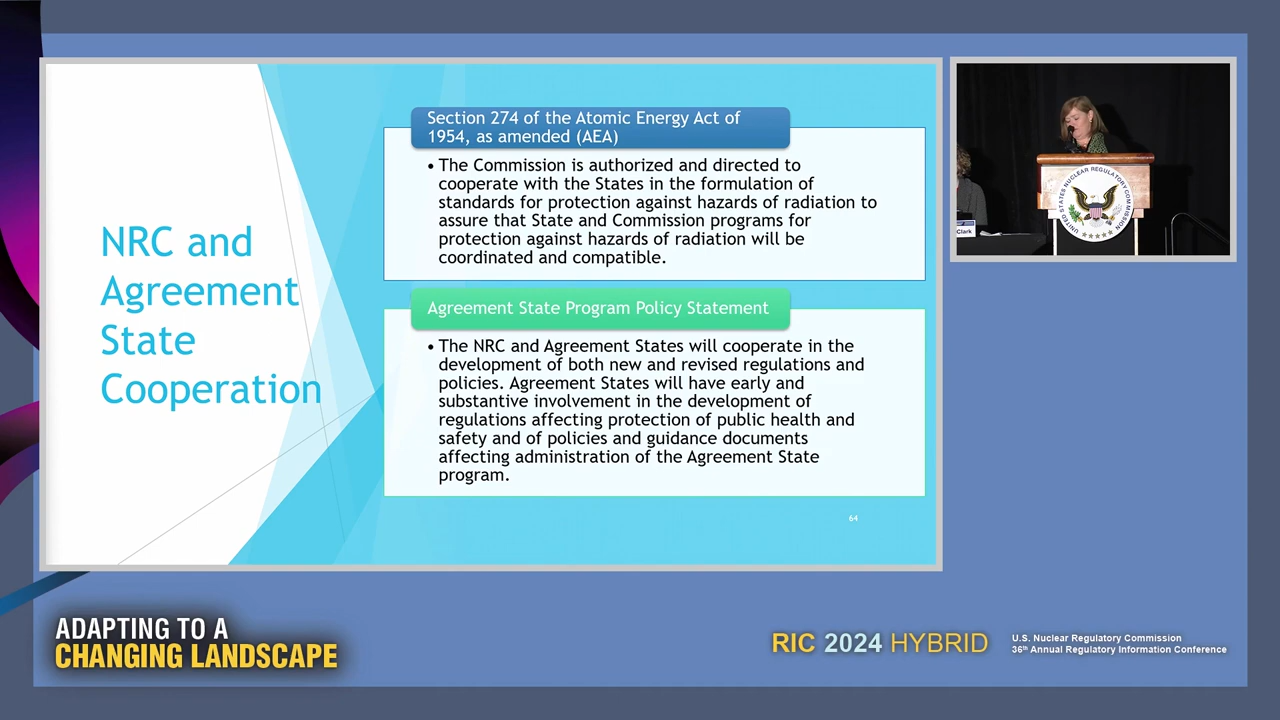 NRC and
Agreement
State
Cooperation
Section 274 of the Atomic Energy Act of
1954, as amended (AEA)
• The Commission is authorized and directed to
cooperate with the States in the formulation of
standards for protection against hazards of radiation to
assure that State and Commission programs for
protection against hazards of radiation will be
coordinated and compatible.
Agreement State Program Policy Statement
• The NRC and Agreement States will cooperate in the
development of both new and revised regulations and
policies. Agreement States will have early and
substantive involvement in the development of
regulations affecting protection of public health and
safety and of policies and guidance documents
affecting administration of the Agreement State
program.
64
UNITED STATES NUCLEAR REGULATORY COMMISSION
Clark
ADAPTING TO A
CHANGING LANDSCAPE
RIC 2024 HYBRID
U.S. Nuclear Regulatory Commission
36th Annual Regulatory Information Conference